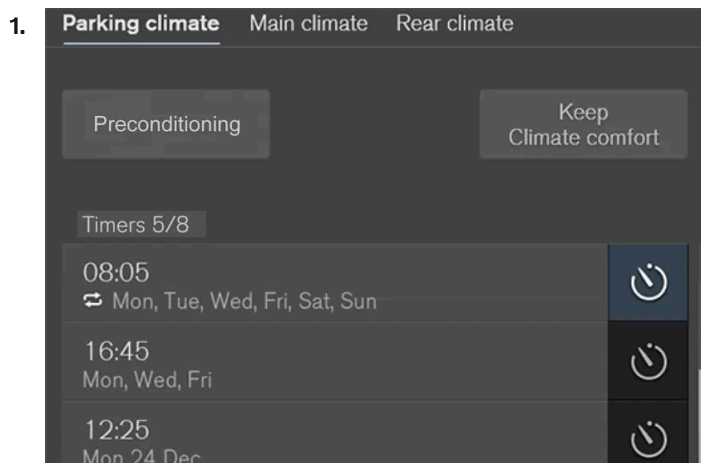 1.
Parking climate Main climate Rear climate
Preconditioning
Keep
Climate comfort
Timers 5/8
08:05
Mon, Tue, Wed, Fri, Sat, Sun
16:45
Mon, Wed, Fri
12:25
Mon 24 Dec